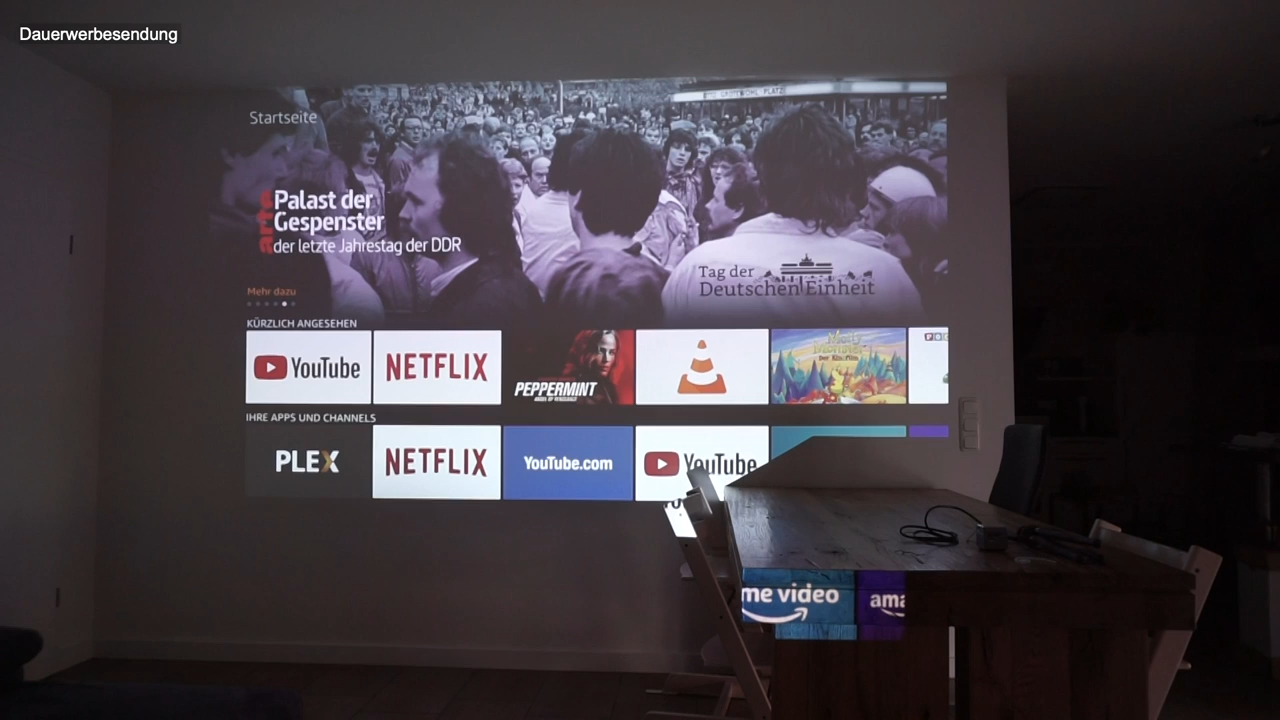 Dauerwerbesendung
Startseite
arte
Palast der
Gespenster
der letzte Jahrestag der DDR
Tag der
Deutschen Einheit
Mehr dazu
KÜRZLICH ANGESEHEN
YouTube
NETFLIX
PEPPERMINT
IHRE APPS UND CHANNELS
PLEX
NETFLIX
YouTube.com
YouTube
me video
ama